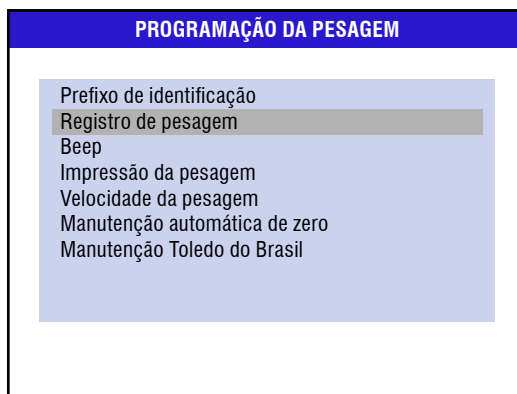 PROGRAMAÇÃO DA PESAGEM
Prefixo de identificação
Registro de pesagem
Beep
Impressão da pesagem
Velocidade da pesagem
Manutenção automática de zero
Manutenção Toledo do Brasil